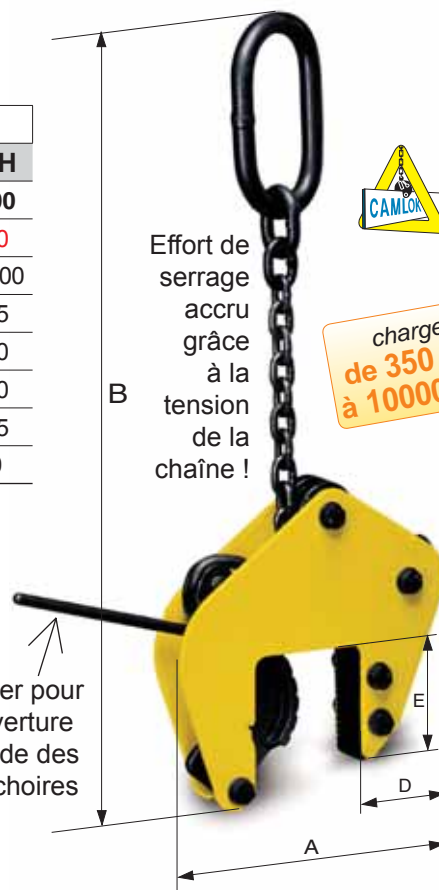 H
00
0
00
5
0
0
5
CAMLOK
Effort de
serrage
accru
grâce
à la
tension
de la
chaîne !
charge
de 350
à 10000
B
er pour
verture
de des
choires
E
D
A